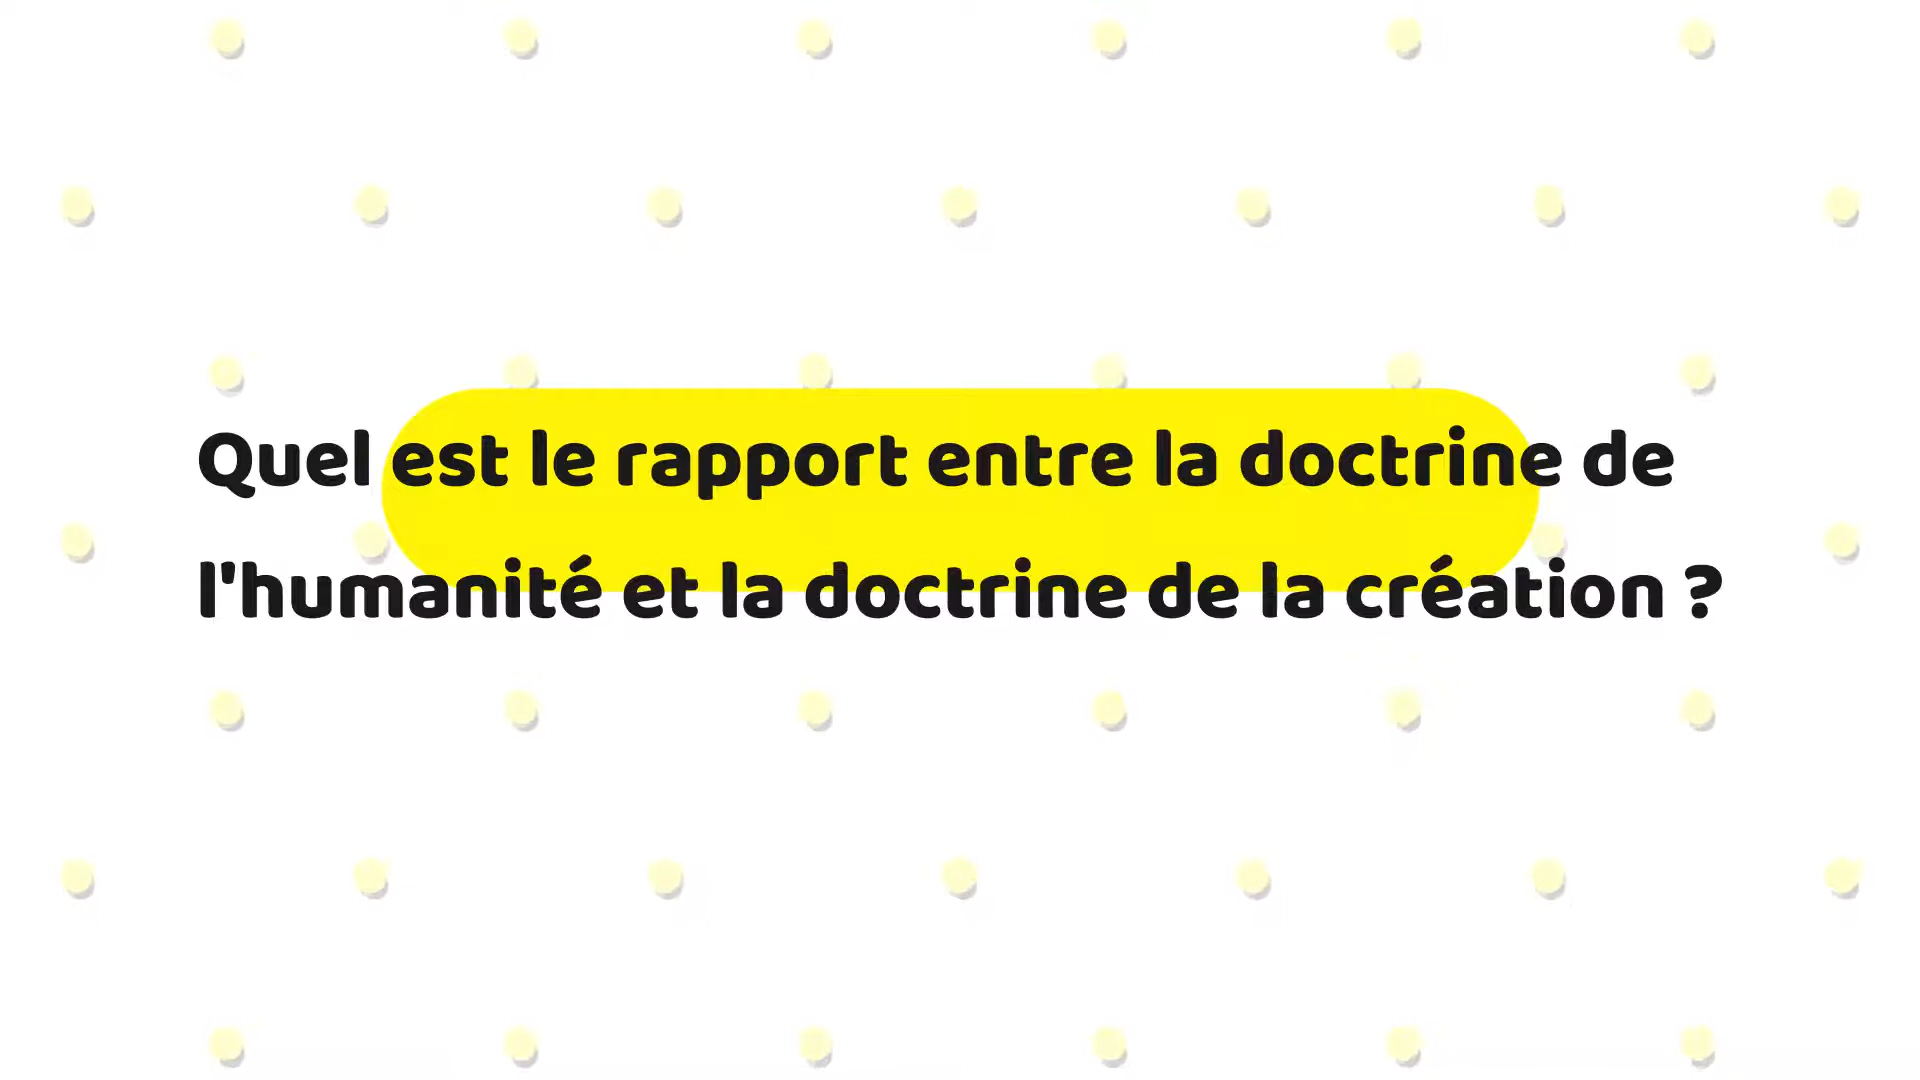 Quel est le rapport entre la doctrine de
l'humanité et la doctrine de la création ?